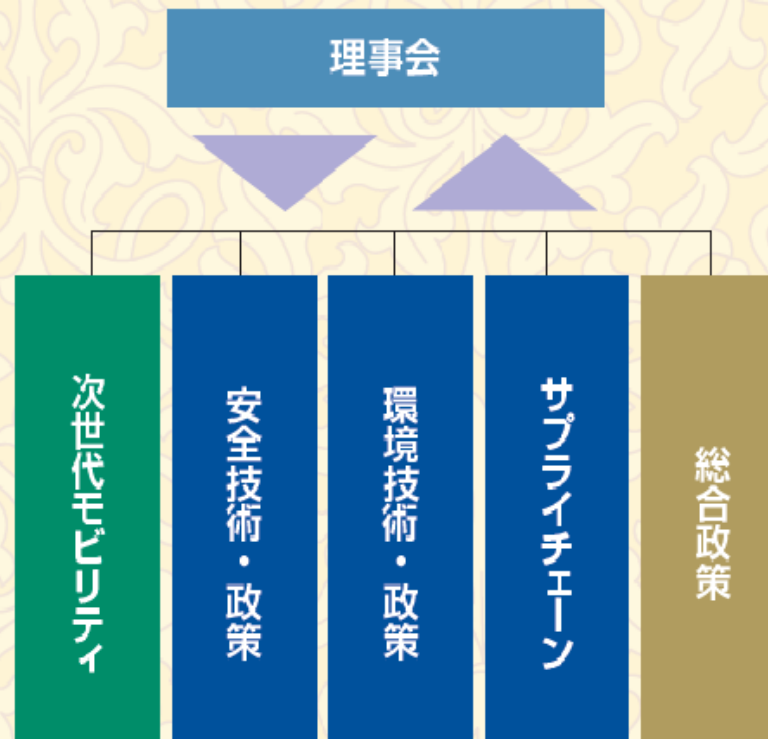 理事会
次世代モビリティ
安全技術・政策
環境技術・政策
サプライチェーン
総合政策